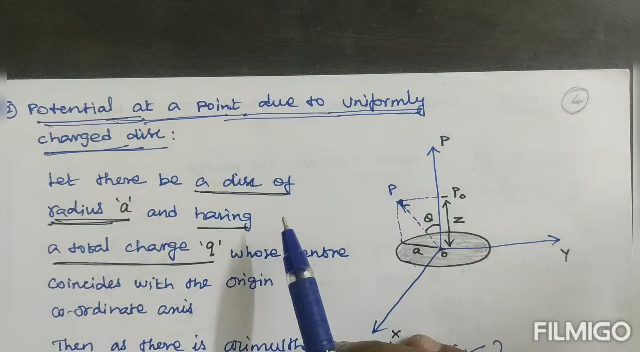 3) Potential at a point due to uniformly
charged disc:
Let there be a disc of
radius 'a' and having
a total charge 'q' whose centre
coincides with the origin
co-ordinate axis
Then as there is azimuth
4
P
P
P₀
θ
Z
a
O
Y
X
FILMIGO